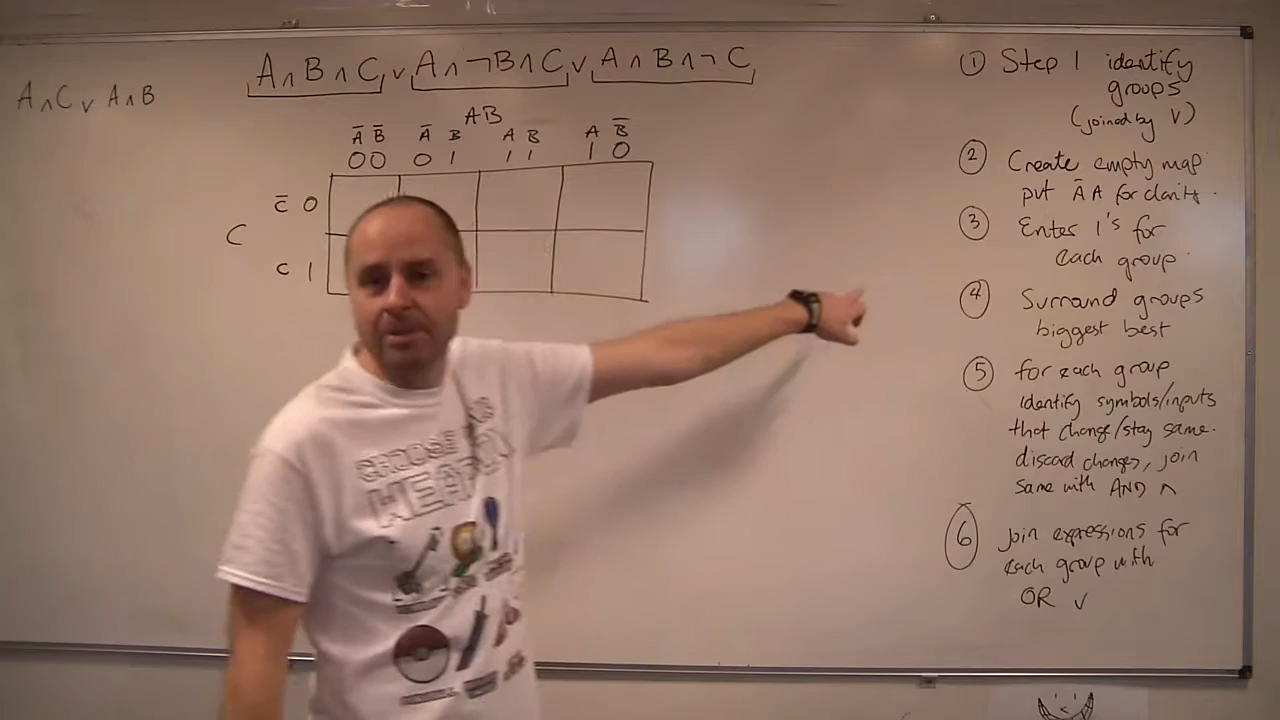 A∧B∧C ∨ A∧¬B∧C ∨ A∧B∧¬C
A∧C ∨ A∧B
AB
A̅ B̅ A̅ B A B A B̅
00 01 11 10
C̅ 0
C
C 1
① Step 1 identify
groups
(joined by V)
② Create empty map
put A̅ A for clarity.
③ Enter 1's for
each group.
④ Surround groups
biggest best
⑤ for each group
identify symbols/inputs
that change/stay same.
discard changes, join
same with AND ∧
⑥ join expressions for
each group with
OR ∨
CHOOSE
WEAPON